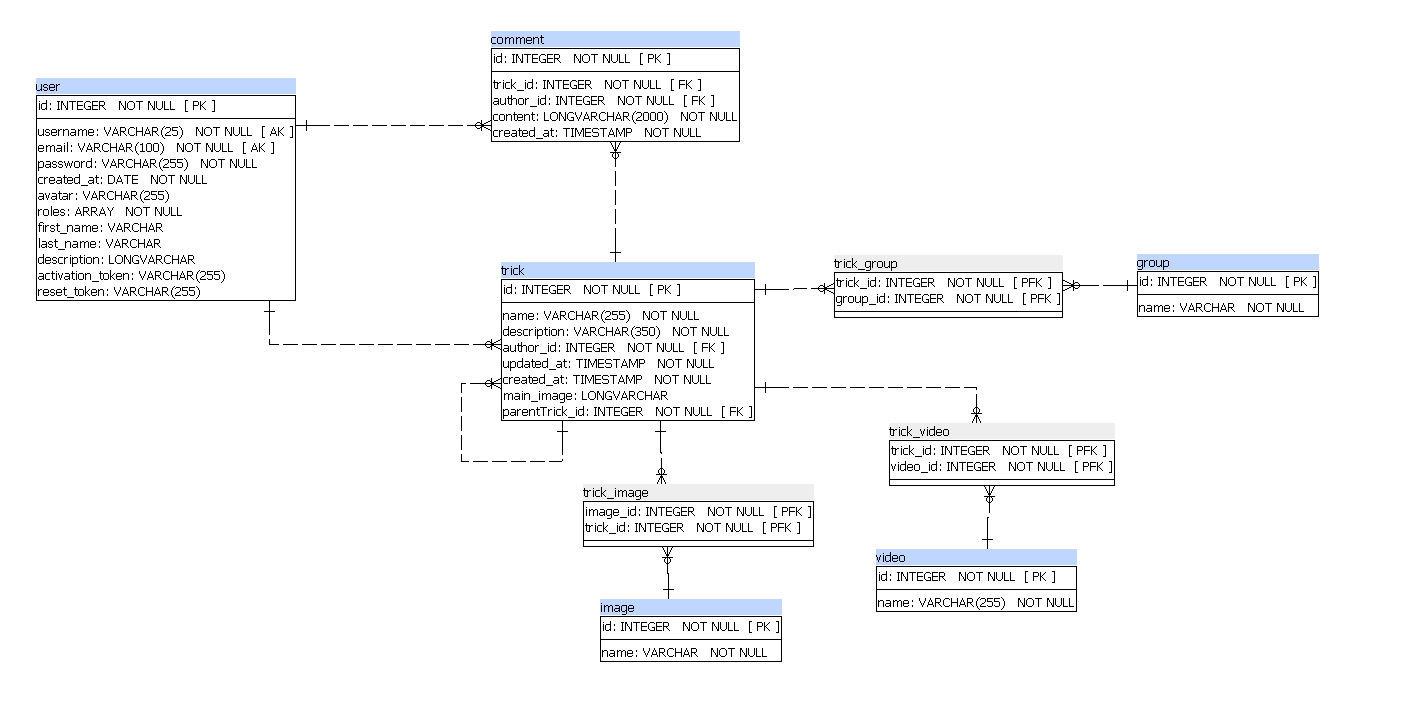 comment
id: INTEGER NOT NULL [ PK ]
trick_id: INTEGER NOT NULL [ FK ]
author_id: INTEGER NOT NULL [ FK ]
content: LONGVARCHAR(2000) NOT NULL
created_at: TIMESTAMP NOT NULL
user
id: INTEGER NOT NULL [ PK ]
username: VARCHAR(25) NOT NULL [ AK ]
email: VARCHAR(100) NOT NULL [ AK ]
password: VARCHAR(255) NOT NULL
created_at: DATE NOT NULL
avatar: VARCHAR(255)
roles: ARRAY NOT NULL
first_name: VARCHAR
last_name: VARCHAR
description: LONGVARCHAR
activation_token: VARCHAR(255)
reset_token: VARCHAR(255)
trick
id: INTEGER NOT NULL [ PK ]
name: VARCHAR(255) NOT NULL
description: VARCHAR(350) NOT NULL
author_id: INTEGER NOT NULL [ FK ]
updated_at: TIMESTAMP NOT NULL
created_at: TIMESTAMP NOT NULL
main_image: LONGVARCHAR
parentTrick_id: INTEGER NOT NULL [ FK ]
trick_group
trick_id: INTEGER NOT NULL [ PFK ]
group_id: INTEGER NOT NULL [ PFK ]
group
id: INTEGER NOT NULL [ PK ]
name: VARCHAR NOT NULL
trick_video
trick_id: INTEGER NOT NULL [ PFK ]
video_id: INTEGER NOT NULL [ PFK ]
trick_image
image_id: INTEGER NOT NULL [ PFK ]
trick_id: INTEGER NOT NULL [ PFK ]
video
id: INTEGER NOT NULL [ PK ]
name: VARCHAR(255) NOT NULL
image
id: INTEGER NOT NULL [ PK ]
name: VARCHAR NOT NULL